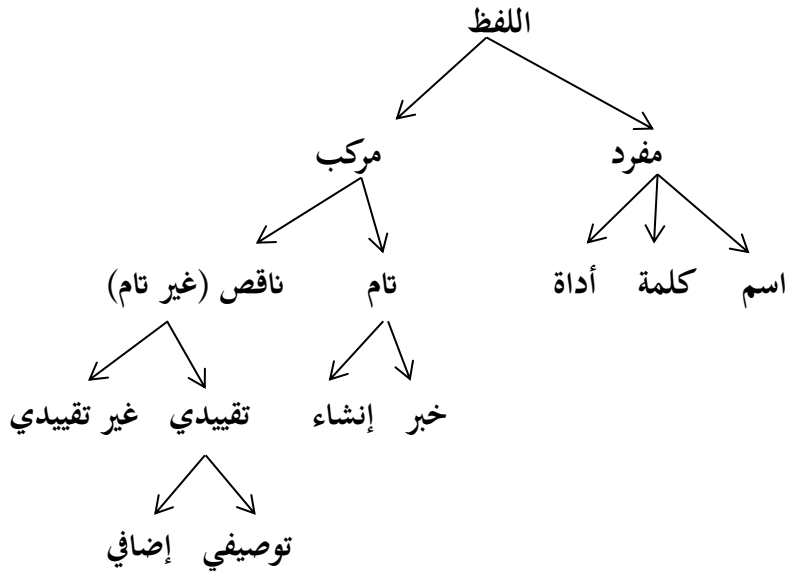 اللفظ
مفرد مركب
اسم كلمة أداة تام ناقص (غير تام)
خبر إنشاء تقييدي غير تقييدي
توصيفي إضافي